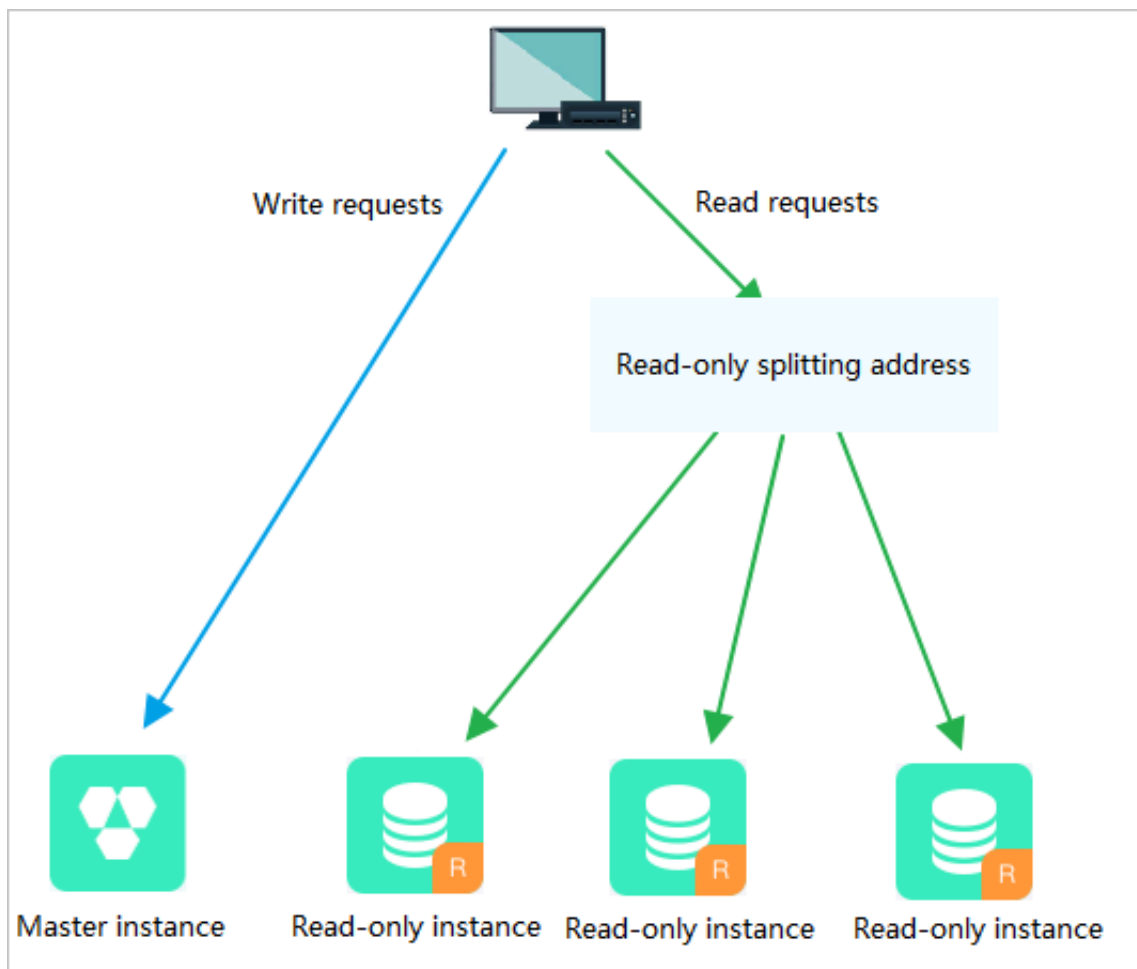 Write requests
Read requests
Read-only splitting address
R
R
R
Master instance
Read-only instance
Read-only instance
Read-only instance